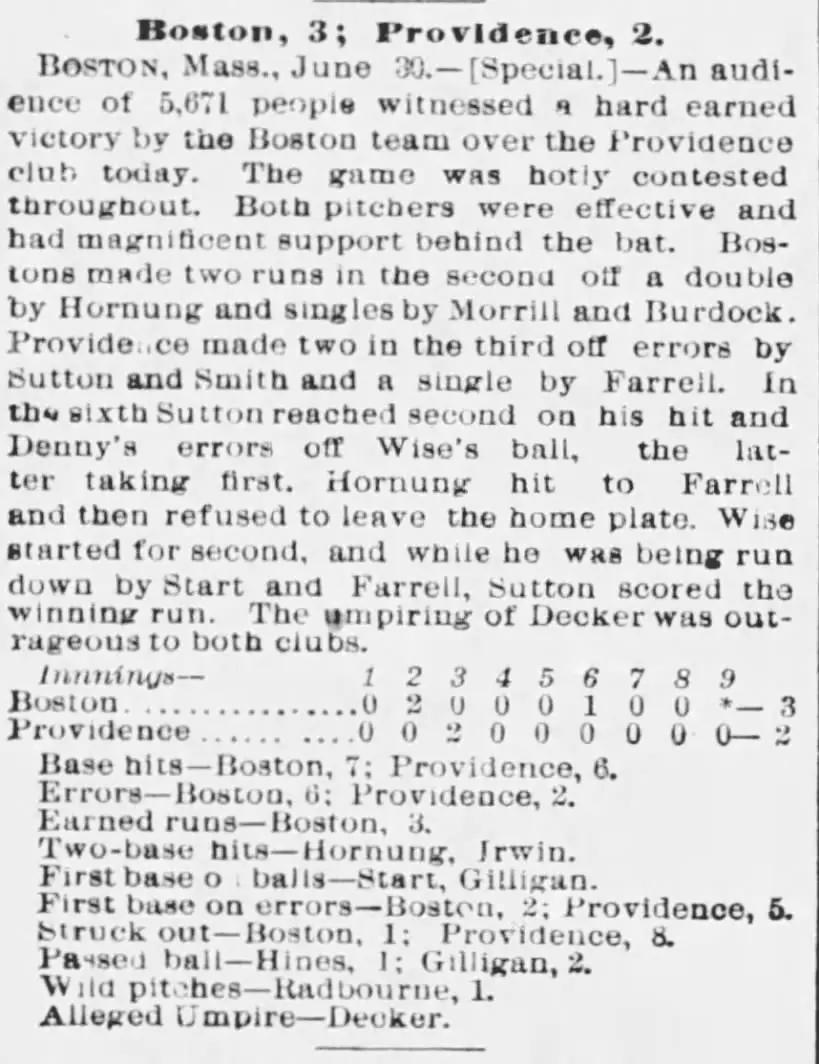 Boston, 3; Providence, 2.
BOSTON, Mass., June 30.—[Special.]—An audi-
ence of 5,671 people witnessed a hard earned
victory by the Boston team over the Providence
club today. The game was hotly contested
throughout. Both pitchers were effective and
had magnificent support behind the bat. Bos-
tons made two runs in the second off a double
by Hornung and singles by Morrill and Burdock.
Providence made two in the third off errors by
Sutton and Smith and a single by Farrell. In
the sixth Sutton reached second on his hit and
Denny's errors off Wise's ball, the lat-
ter taking first. Hornung hit to Farrell
and then refused to leave the home plate. Wise
started for second, and while he was being run
down by Start and Farrell, Sutton scored the
winning run. The umpiring of Decker was out-
rageous to both clubs.
Innnings— 1 2 3 4 5 6 7 8 9
Boston..................0 2 0 0 0 1 0 0 *— 3
Providence ...... ....0 0 2 0 0 0 0 0 0— 2
Base hits—Boston, 7; Providence, 6.
Errors—Boston, 6; Providence, 2.
Earned runs—Boston, 3.
Two-base hits—Hornung, Irwin.
First base o balls—Start, Gilligan.
First base on errors—Boston, 2; Providence, 5.
Struck out—Boston, 1; Providence, 8.
Passed ball—Hines, 1; Gilligan, 2.
Wild pitches—Radbourne, 1.
Alleged Umpire—Decker.